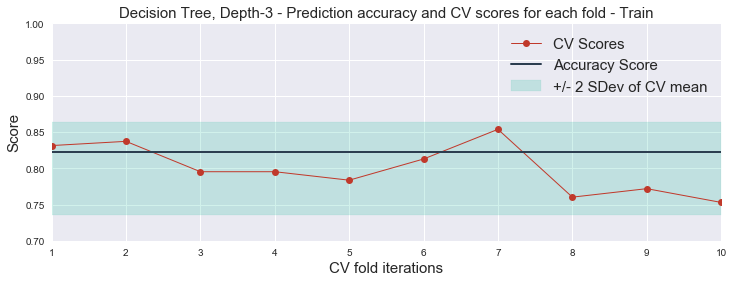 Decision Tree, Depth-3 - Prediction accuracy and CV scores for each fold - Train
1.00
0.95
0.90
0.85
0.80
0.75
0.70
Score
CV Scores
Accuracy Score
+/- 2 SDev of CV mean
1 2 3 4 5 6 7 8 9 10
CV fold iterations